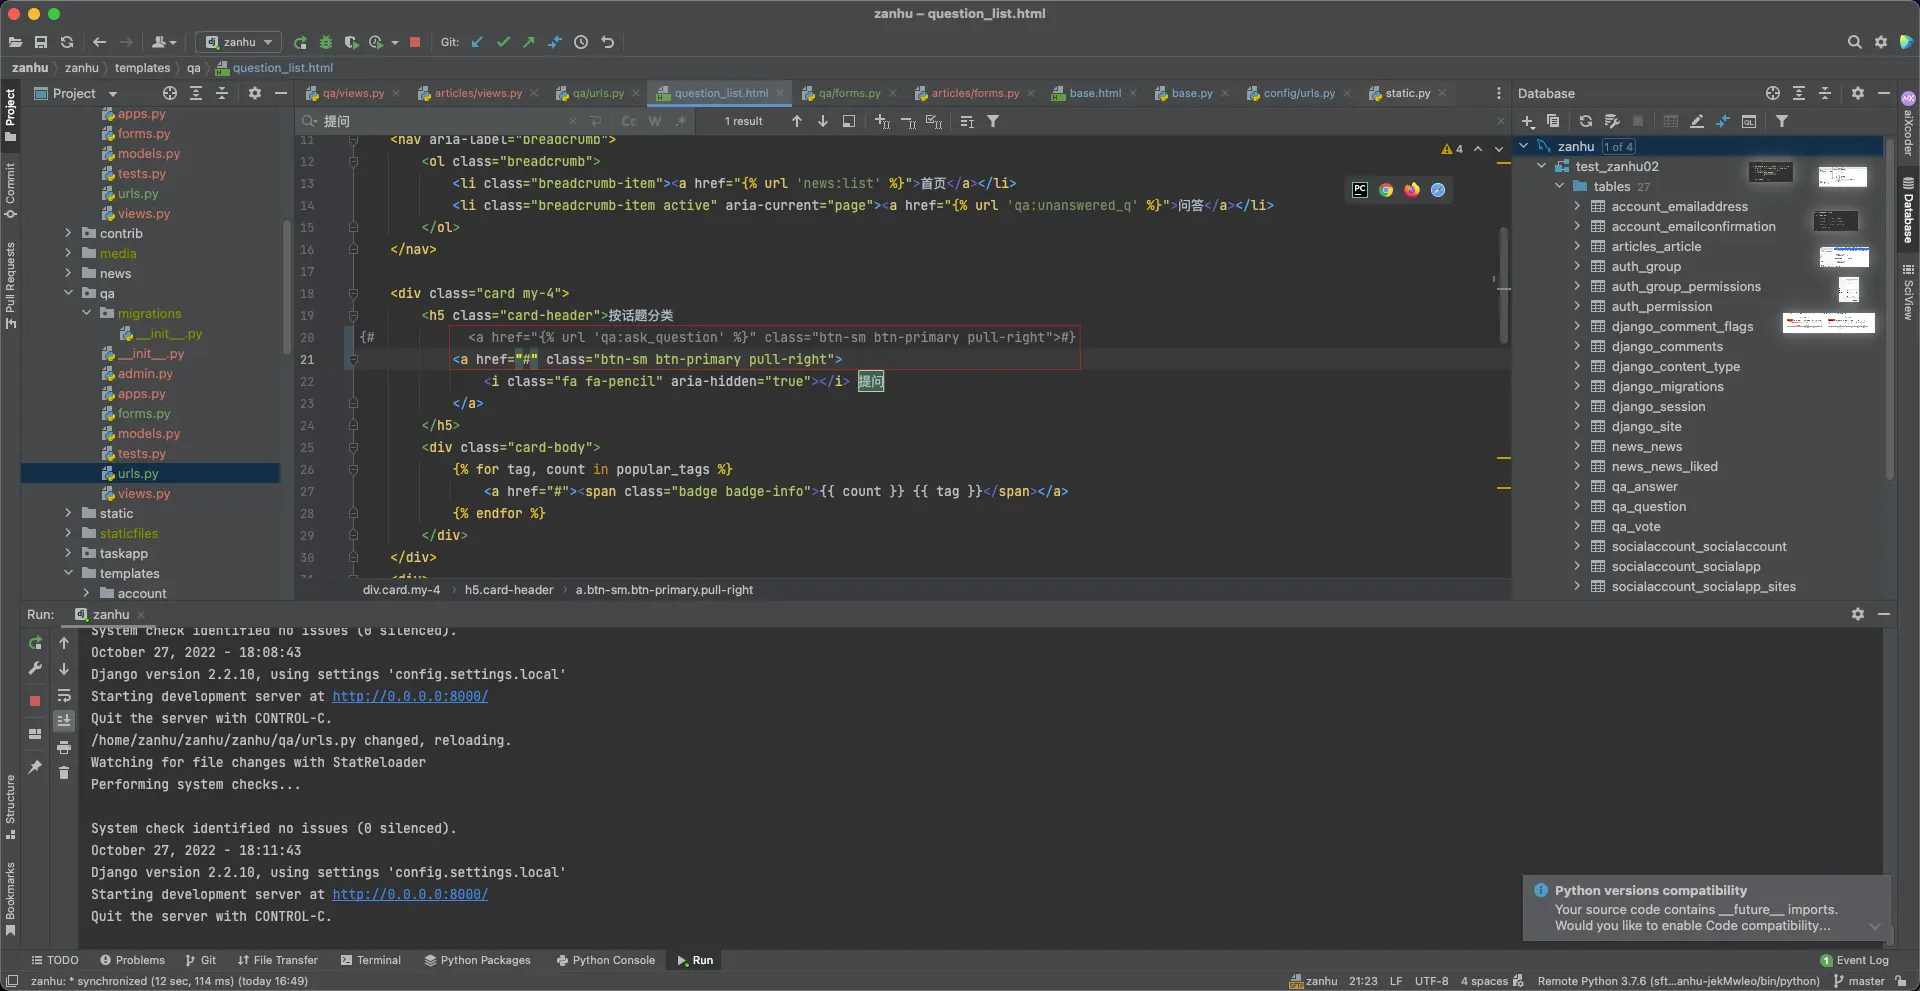 zanhu – question_list.html
zanhu
Git:
zanhu
zanhu
templates
qa
question_list.html
Project
qa/views.py
articles/views.py
qa/urls.py
question_list.html
qa/forms.py
articles/forms.py
base.html
base.py
config/urls.py
static.py
Database
提问
Cc
W
.*
1 result
Project
Commit
Pull Requests
Structure
Bookmarks
apps.py
forms.py
models.py
tests.py
urls.py
views.py
contrib
media
news
qa
migrations
__init__.py
__init__.py
admin.py
apps.py
forms.py
models.py
tests.py
urls.py
views.py
static
staticfiles
taskapp
templates
account
4
11 <nav aria-label="breadcrumb">
12 <ol class="breadcrumb">
13 <li class="breadcrumb-item"><a href="{% url 'news:list' %}">首页</a></li>
14 <li class="breadcrumb-item active" aria-current="page"><a href="{% url 'qa:unanswered_q' %}">问答</a></li>
15 </ol>
16 </nav>
17
18 <div class="card my-4">
19 <h5 class="card-header">按话题分类
20 {# <a href="{% url 'qa:ask_question' %}" class="btn-sm btn-primary pull-right">#}
21 <a href="#" class="btn-sm btn-primary pull-right">
22 <i class="fa fa-pencil" aria-hidden="true"></i> 提问
23 </a>
24 </h5>
25 <div class="card-body">
26 {% for tag, count in popular_tags %}
27 <a href="#"><span class="badge badge-info">{{ count }} {{ tag }}</span></a>
28 {% endfor %}
29 </div>
30 </div>
31 <div>
div.card.my-4
h5.card-header
a.btn-sm.btn-primary.pull-right
PC
zanhu 1 of 4
test_zanhu02
tables 27
account_emailaddress
account_emailconfirmation
articles_article
auth_group
auth_group_permissions
auth_permission
django_comment_flags
django_comments
django_content_type
django_migrations
django_session
django_site
news_news
news_news_liked
qa_answer
qa_question
qa_vote
socialaccount_socialaccount
socialaccount_socialapp
socialaccount_socialapp_sites
aiXcoder
Database
SciView
Run:
zanhu
System check identified no issues (0 silenced).
October 27, 2022 - 18:08:43
Django version 2.2.10, using settings 'config.settings.local'
Starting development server at http://0.0.0.0:8000/
Quit the server with CONTROL-C.
/home/zanhu/zanhu/zanhu/qa/urls.py changed, reloading.
Watching for file changes with StatReloader
Performing system checks...
System check identified no issues (0 silenced).
October 27, 2022 - 18:11:43
Django version 2.2.10, using settings 'config.settings.local'
Starting development server at http://0.0.0.0:8000/
Quit the server with CONTROL-C.
Python versions compatibility
Your source code contains __future__ imports.
Would you like to enable Code compatibility...
TODO
Problems
Git
File Transfer
Terminal
Python Packages
Python Console
Run
1 Event Log
zanhu: * synchronized (12 sec, 114 ms) (today 16:49)
zanhu
21:23
LF
UTF-8
4 spaces
Remote Python 3.7.6 (sft...anhu-jekMwleo/bin/python)
master